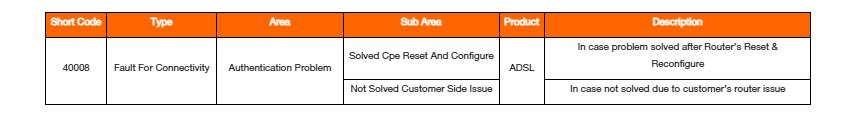 Short Code Type Area Sub Area Product Description
40008 Fault For Connectivity Authentication Problem Solved Cpe Reset And Configure ADSL In case problem solved after Router's Reset &
Reconfigure
Not Solved Customer Side Issue In case not solved due to customer's router issue